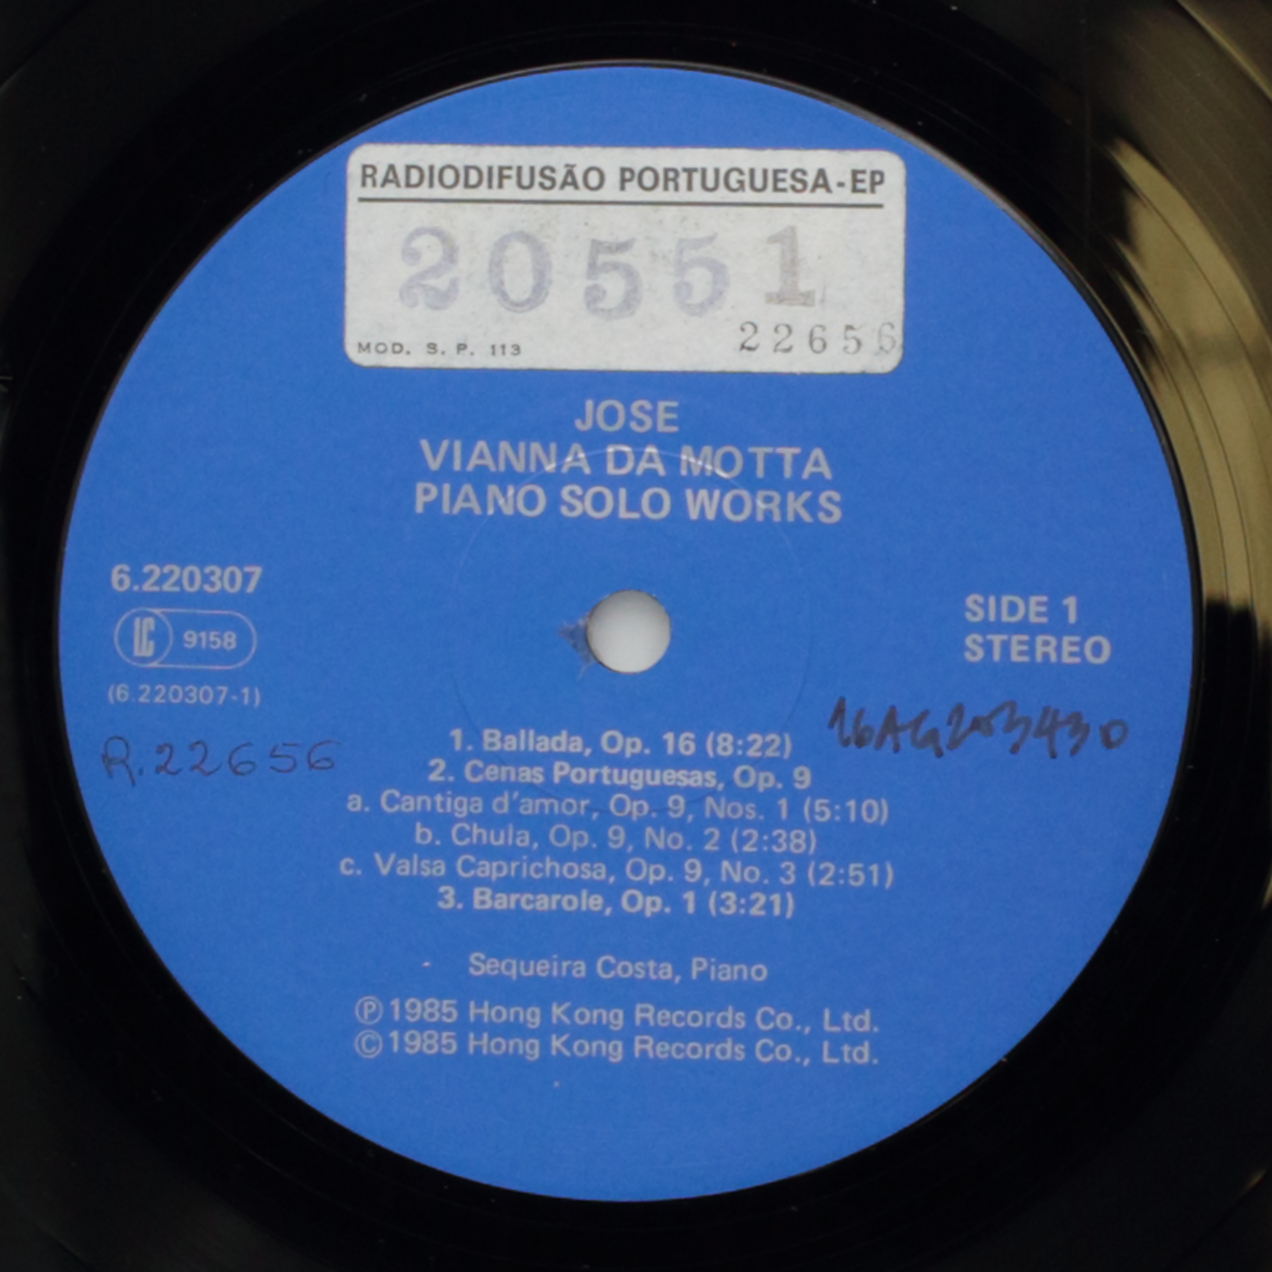 RADIODIFUSÃO PORTUGUESA-EP
20551
MOD. S. P. 113
22656
JOSE
VIANNA DA MOTTA
PIANO SOLO WORKS
6.220307
LC 9158
(6.220307-1)
SIDE 1
STEREO
R.22656
1. Ballada, Op. 16 (8:22)
2. Cenas Portuguesas, Op. 9
a. Cantiga d'amor, Op. 9, Nos. 1 (5:10)
b. Chula, Op. 9, No. 2 (2:38)
c. Valsa Caprichosa, Op. 9, No. 3 (2:51)
3. Barcarole, Op. 1 (3:21)
Sequeira Costa, Piano
Ⓟ 1985 Hong Kong Records Co., Ltd.
© 1985 Hong Kong Records Co., Ltd.